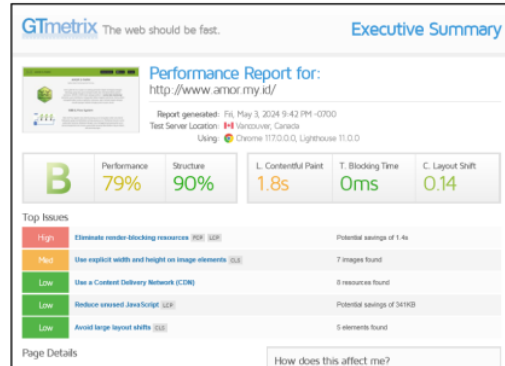 GTmetrix The web should be fast.
Executive Summary
Performance Report for:
http://www.amor.my.id/
Report generated: Fri, May 3, 2024 9:42 PM -0700
Test Server Location: Vancouver, Canada
Using: Chrome 117.0.0.0, Lighthouse 11.0.0
B
Performance
79%
Structure
90%
L. Contentful Paint
1.8s
T. Blocking Time
0ms
C. Layout Shift
0.14
Top Issues
High Eliminate render-blocking resources FCP LCP Potential savings of 1.4s
Med Use explicit width and height on image elements CLS 7 images found
Low Use a Content Delivery Network (CDN) 8 resources found
Low Reduce unused JavaScript LCP Potential savings of 341KB
Low Avoid large layout shifts CLS 5 elements found
Page Details
How does this affect me?